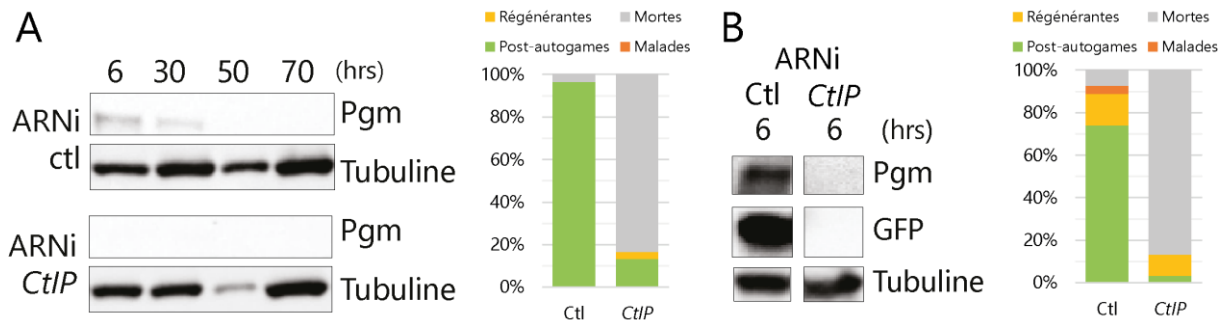 A
6 30 50 70 (hrs)
ARNi
ctl
Pgm
Tubuline
ARNi
CtIP
Pgm
Tubuline
Régénérantes Mortes
Post-autogames Malades
100%
80%
60%
40%
20%
0%
Ctl CtIP
B
ARNi
Ctl CtIP
6 6 (hrs)
Pgm
GFP
Tubuline
Régénérantes Mortes
Post-autogames Malades
100%
80%
60%
40%
20%
0%
Ctl CtIP